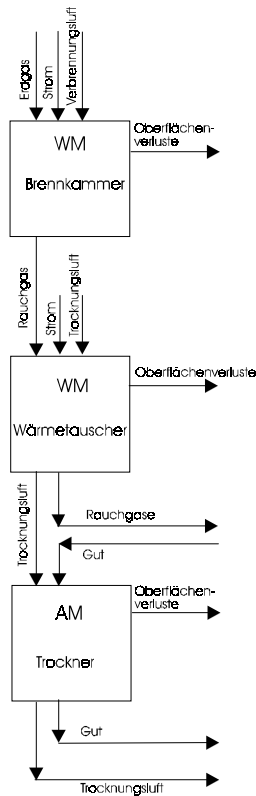 Erdgas
Strom
Verbrennungsluft
WM
Brennkammer
Oberflächen-
verluste
Rauchgas
Strom
Trocknungsluft
WM
Wärmetauscher
Oberflächenverluste
Trocknungsluft
Rauchgase
Gut
AM
Trockner
Oberflächen-
verluste
Gut
Trocknungsluft